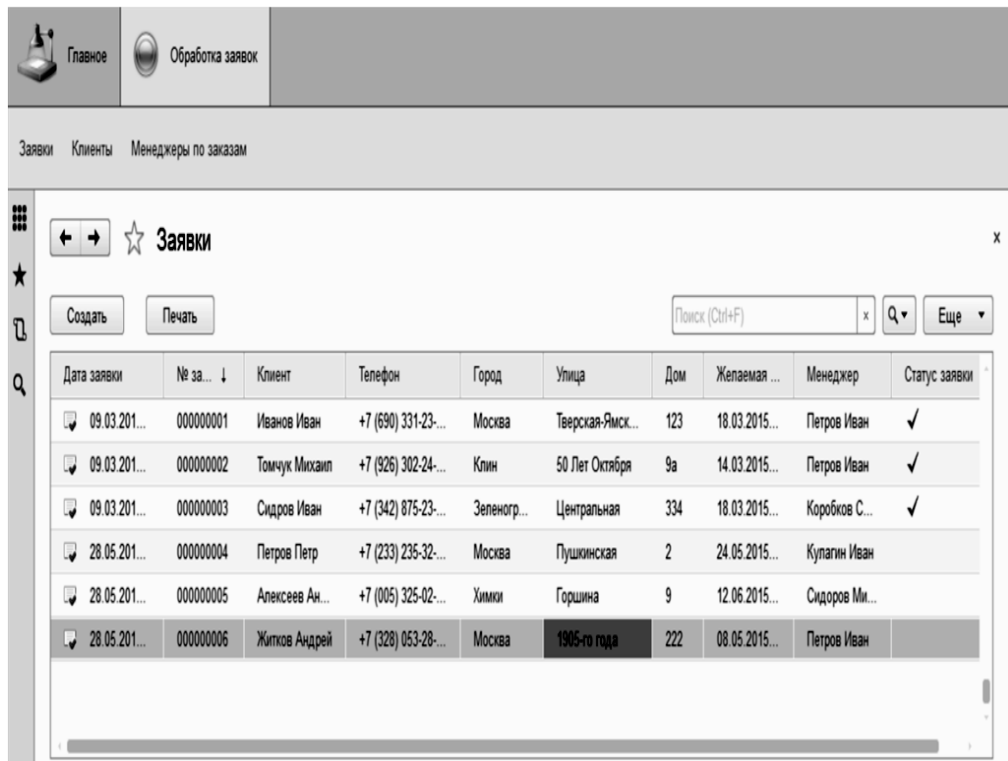 Главное Обработка заявок
Заявки Клиенты Менеджеры по заказам
Заявки x
Создать Печать Поиск (Ctrl+F) x Еще
Дата заявки № за... ↓ Клиент Телефон Город Улица Дом Желаемая ... Менеджер Статус заявки
09.03.201... 000000001 Иванов Иван +7 (690) 331-23-... Москва Тверская-Ямск... 123 18.03.2015... Петров Иван ✓
09.03.201... 000000002 Томчук Михаил +7 (926) 302-24-... Клин 50 Лет Октября 9а 14.03.2015... Петров Иван ✓
09.03.201... 000000003 Сидров Иван +7 (342) 875-23-... Зеленогр... Центральная 334 18.03.2015... Коробков С... ✓
28.05.201... 000000004 Петров Петр +7 (233) 235-32-... Москва Пушкинская 2 24.05.2015... Кулагин Иван
28.05.201... 000000005 Алексеев Ан... +7 (005) 325-02-... Химки Горшина 9 12.06.2015... Сидоров Ми...
28.05.201... 000000006 Житков Андрей +7 (328) 053-28-... Москва 1905-го года 222 08.05.2015... Петров Иван